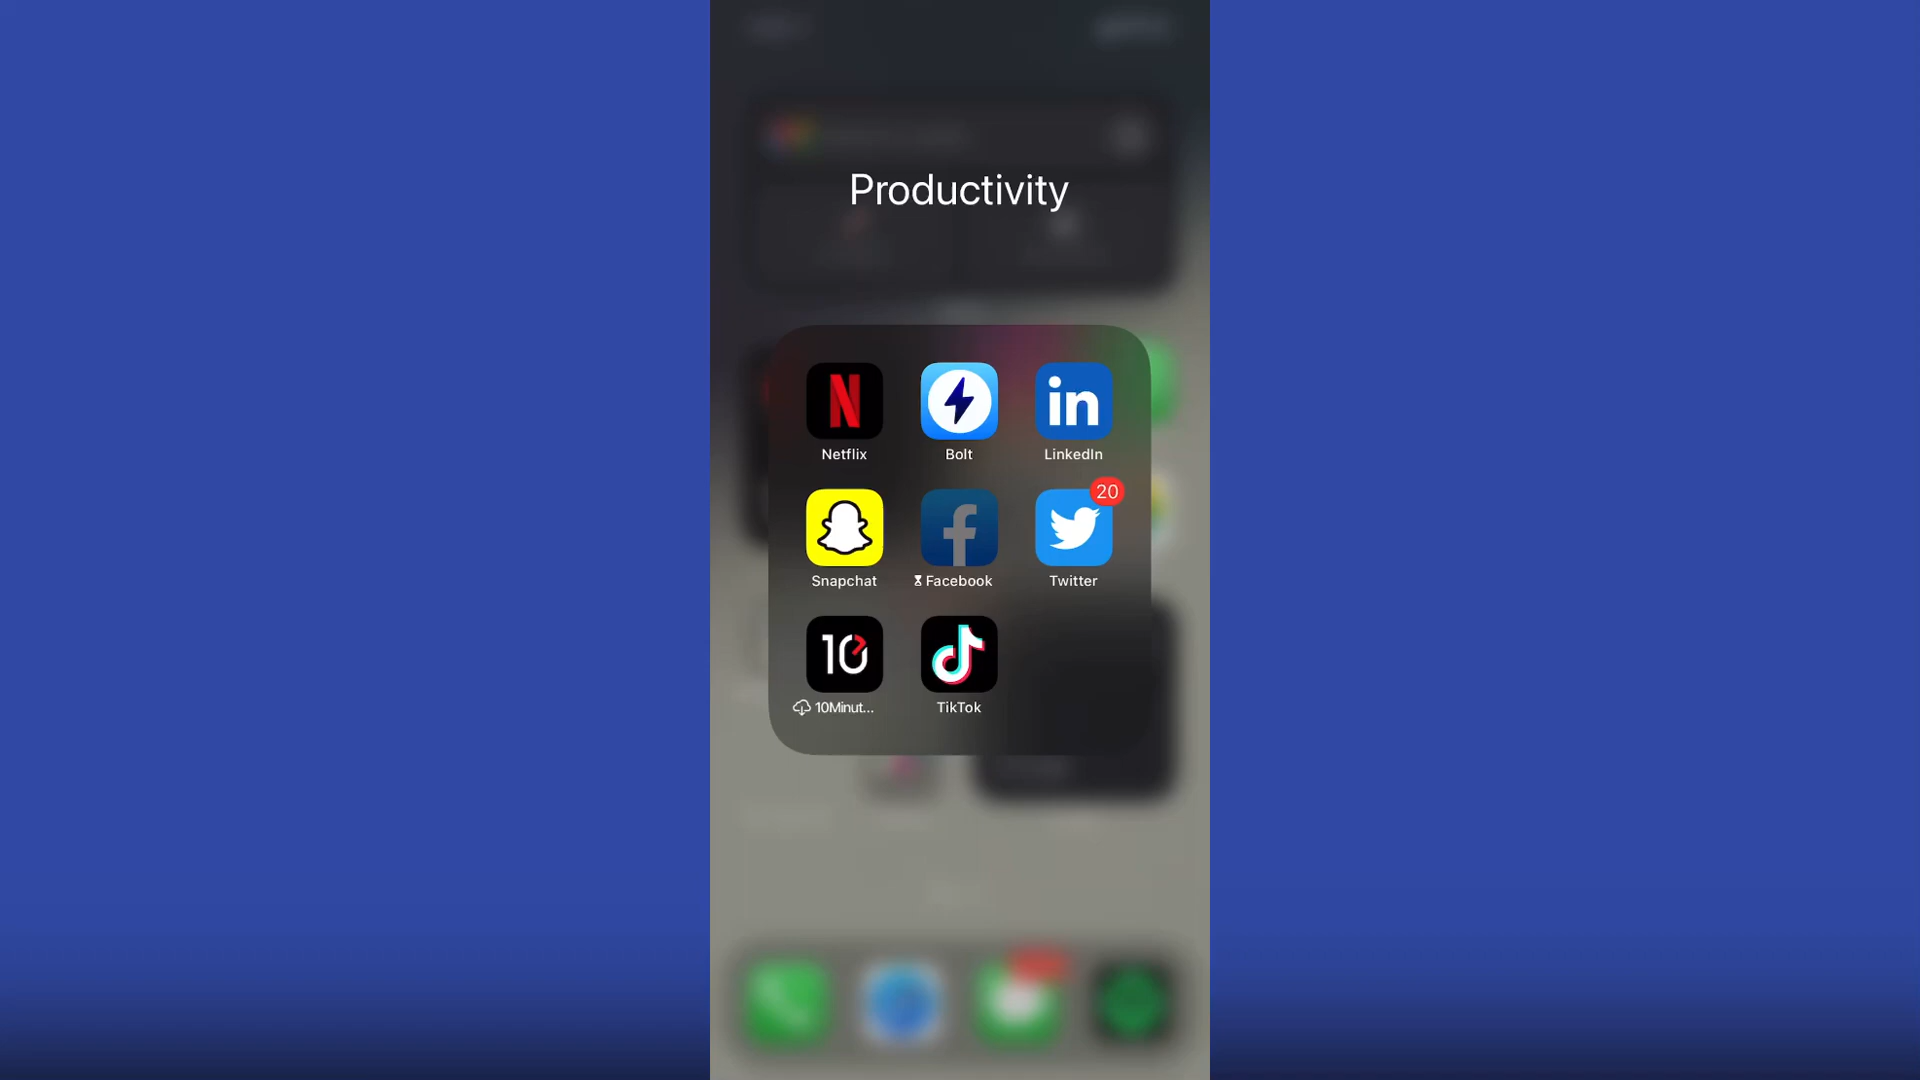 Productivity
Netflix
Bolt
LinkedIn
20
Snapchat
Facebook
Twitter
10Minut...
TikTok